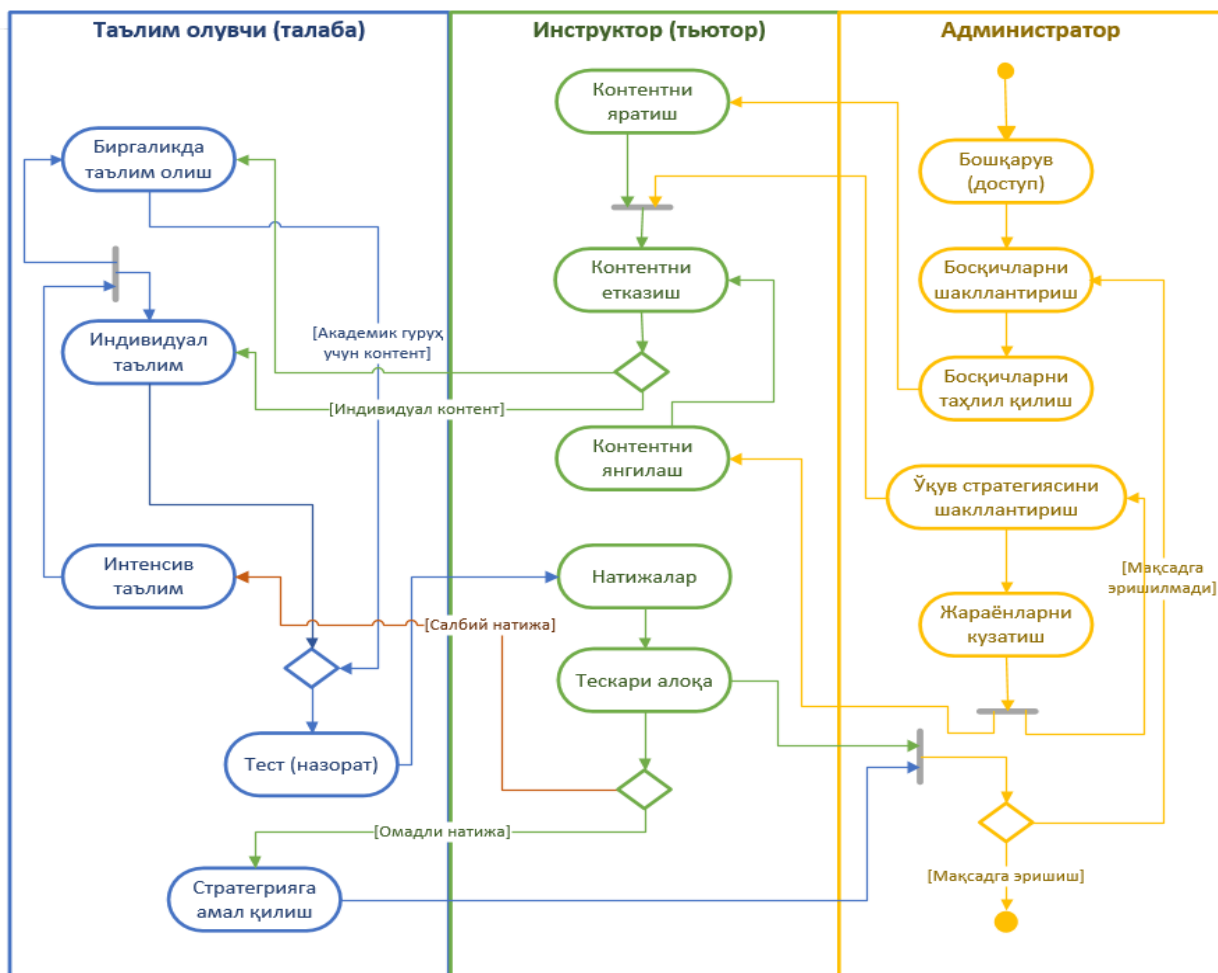 Таълим олувчи (талаба)
Инструктор (тьютор)
Администратор
Биргаликда
таълим олиш
Индивидуал
таълим
Интенсив
таълим
Тест (назорат)
Стратегрияга
амал қилиш
[Академик гуруҳ
учун контент]
[Индивидуал контент]
[Салбий натижа]
[Омадли натижа]
Контентни
яратиш
Контентни
етказиш
Контентни
янгилаш
Натижалар
Тескари алоқа
Бошқарув
(доступ)
Босқичларни
шакллантириш
Босқичларни
таҳлил қилиш
Ўқув стратегиясини
шакллантириш
Жараёнларни
кузатиш
[Мақсадга
эришилмади]
[Мақсадга эришиш]